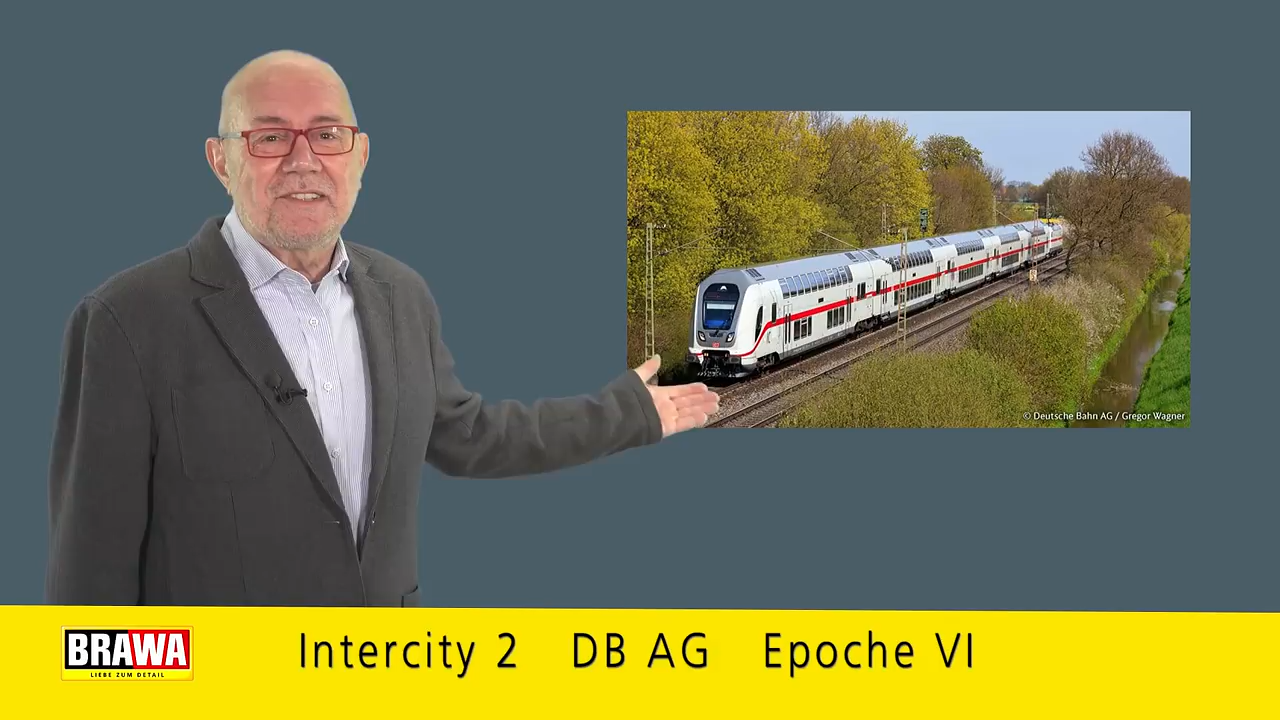 © Deutsche Bahn AG / Gregor Wagner
BRAWA
LIEBE ZUM DETAIL
Intercity 2 DB AG Epoche VI